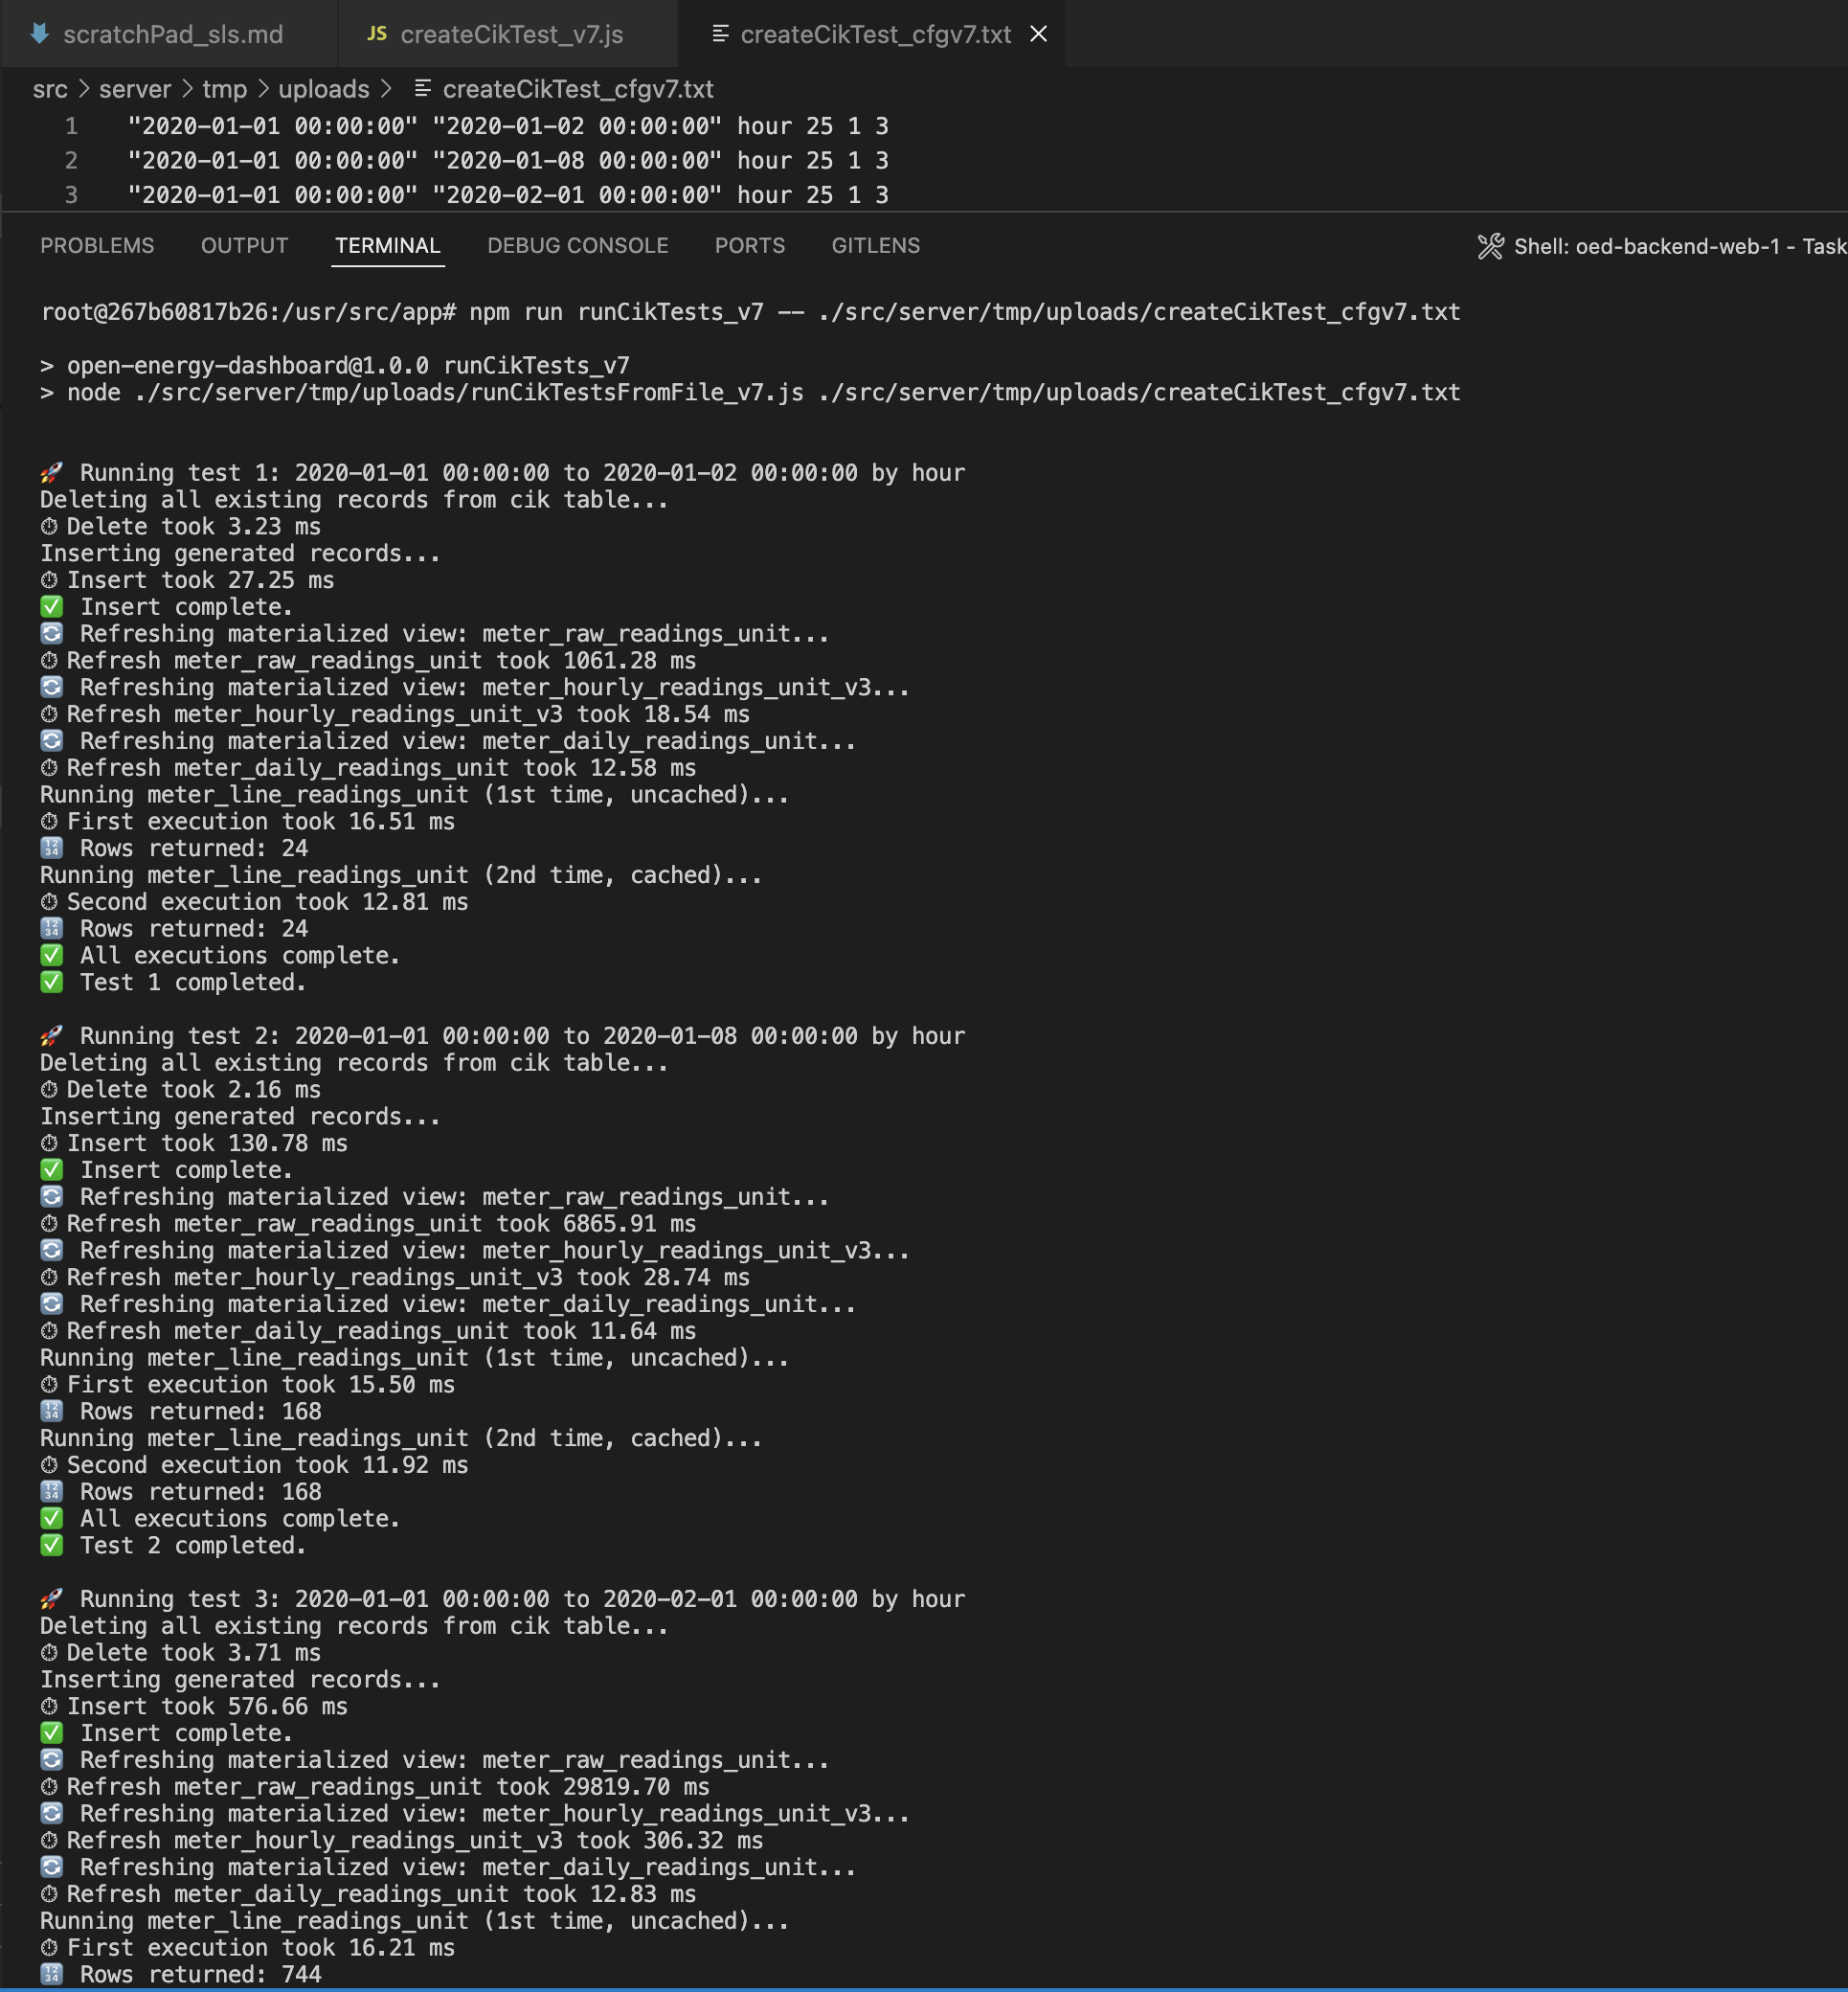 scratchPad_sls.md JS createCikTest_v7.js createCikTest_cfgv7.txt
src > server > tmp > uploads > createCikTest_cfgv7.txt
1 "2020-01-01 00:00:00" "2020-01-02 00:00:00" hour 25 1 3
2 "2020-01-01 00:00:00" "2020-01-08 00:00:00" hour 25 1 3
3 "2020-01-01 00:00:00" "2020-02-01 00:00:00" hour 25 1 3
PROBLEMS OUTPUT TERMINAL DEBUG CONSOLE PORTS GITLENS Shell: oed-backend-web-1 - Task
root@267b60817b26:/usr/src/app# npm run runCikTests_v7 -- ./src/server/tmp/uploads/createCikTest_cfgv7.txt
> open-energy-dashboard@1.0.0 runCikTests_v7
> node ./src/server/tmp/uploads/runCikTestsFromFile_v7.js ./src/server/tmp/uploads/createCikTest_cfgv7.txt
🚀 Running test 1: 2020-01-01 00:00:00 to 2020-01-02 00:00:00 by hour
Deleting all existing records from cik table...
⏱ Delete took 3.23 ms
Inserting generated records...
⏱ Insert took 27.25 ms
✅ Insert complete.
🔄 Refreshing materialized view: meter_raw_readings_unit...
⏱ Refresh meter_raw_readings_unit took 1061.28 ms
🔄 Refreshing materialized view: meter_hourly_readings_unit_v3...
⏱ Refresh meter_hourly_readings_unit_v3 took 18.54 ms
🔄 Refreshing materialized view: meter_daily_readings_unit...
⏱ Refresh meter_daily_readings_unit took 12.58 ms
Running meter_line_readings_unit (1st time, uncached)...
⏱ First execution took 16.51 ms
🔢 Rows returned: 24
Running meter_line_readings_unit (2nd time, cached)...
⏱ Second execution took 12.81 ms
🔢 Rows returned: 24
✅ All executions complete.
✅ Test 1 completed.
🚀 Running test 2: 2020-01-01 00:00:00 to 2020-01-08 00:00:00 by hour
Deleting all existing records from cik table...
⏱ Delete took 2.16 ms
Inserting generated records...
⏱ Insert took 130.78 ms
✅ Insert complete.
🔄 Refreshing materialized view: meter_raw_readings_unit...
⏱ Refresh meter_raw_readings_unit took 6865.91 ms
🔄 Refreshing materialized view: meter_hourly_readings_unit_v3...
⏱ Refresh meter_hourly_readings_unit_v3 took 28.74 ms
🔄 Refreshing materialized view: meter_daily_readings_unit...
⏱ Refresh meter_daily_readings_unit took 11.64 ms
Running meter_line_readings_unit (1st time, uncached)...
⏱ First execution took 15.50 ms
🔢 Rows returned: 168
Running meter_line_readings_unit (2nd time, cached)...
⏱ Second execution took 11.92 ms
🔢 Rows returned: 168
✅ All executions complete.
✅ Test 2 completed.
🚀 Running test 3: 2020-01-01 00:00:00 to 2020-02-01 00:00:00 by hour
Deleting all existing records from cik table...
⏱ Delete took 3.71 ms
Inserting generated records...
⏱ Insert took 576.66 ms
✅ Insert complete.
🔄 Refreshing materialized view: meter_raw_readings_unit...
⏱ Refresh meter_raw_readings_unit took 29819.70 ms
🔄 Refreshing materialized view: meter_hourly_readings_unit_v3...
⏱ Refresh meter_hourly_readings_unit_v3 took 306.32 ms
🔄 Refreshing materialized view: meter_daily_readings_unit...
⏱ Refresh meter_daily_readings_unit took 12.83 ms
Running meter_line_readings_unit (1st time, uncached)...
⏱ First execution took 16.21 ms
🔢 Rows returned: 744